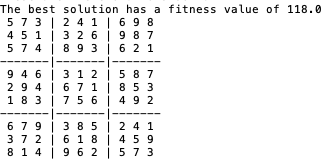 The best solution has a fitness value of 118.0
5 7 3 | 2 4 1 | 6 9 8
4 5 1 | 3 2 6 | 9 8 7
5 7 4 | 8 9 3 | 6 2 1
-------|-------|-------
9 4 6 | 3 1 2 | 5 8 7
2 9 4 | 6 7 1 | 8 5 3
1 8 3 | 7 5 6 | 4 9 2
-------|-------|-------
6 7 9 | 3 8 5 | 2 4 1
3 7 2 | 6 1 8 | 4 5 9
8 1 4 | 9 6 2 | 5 7 3